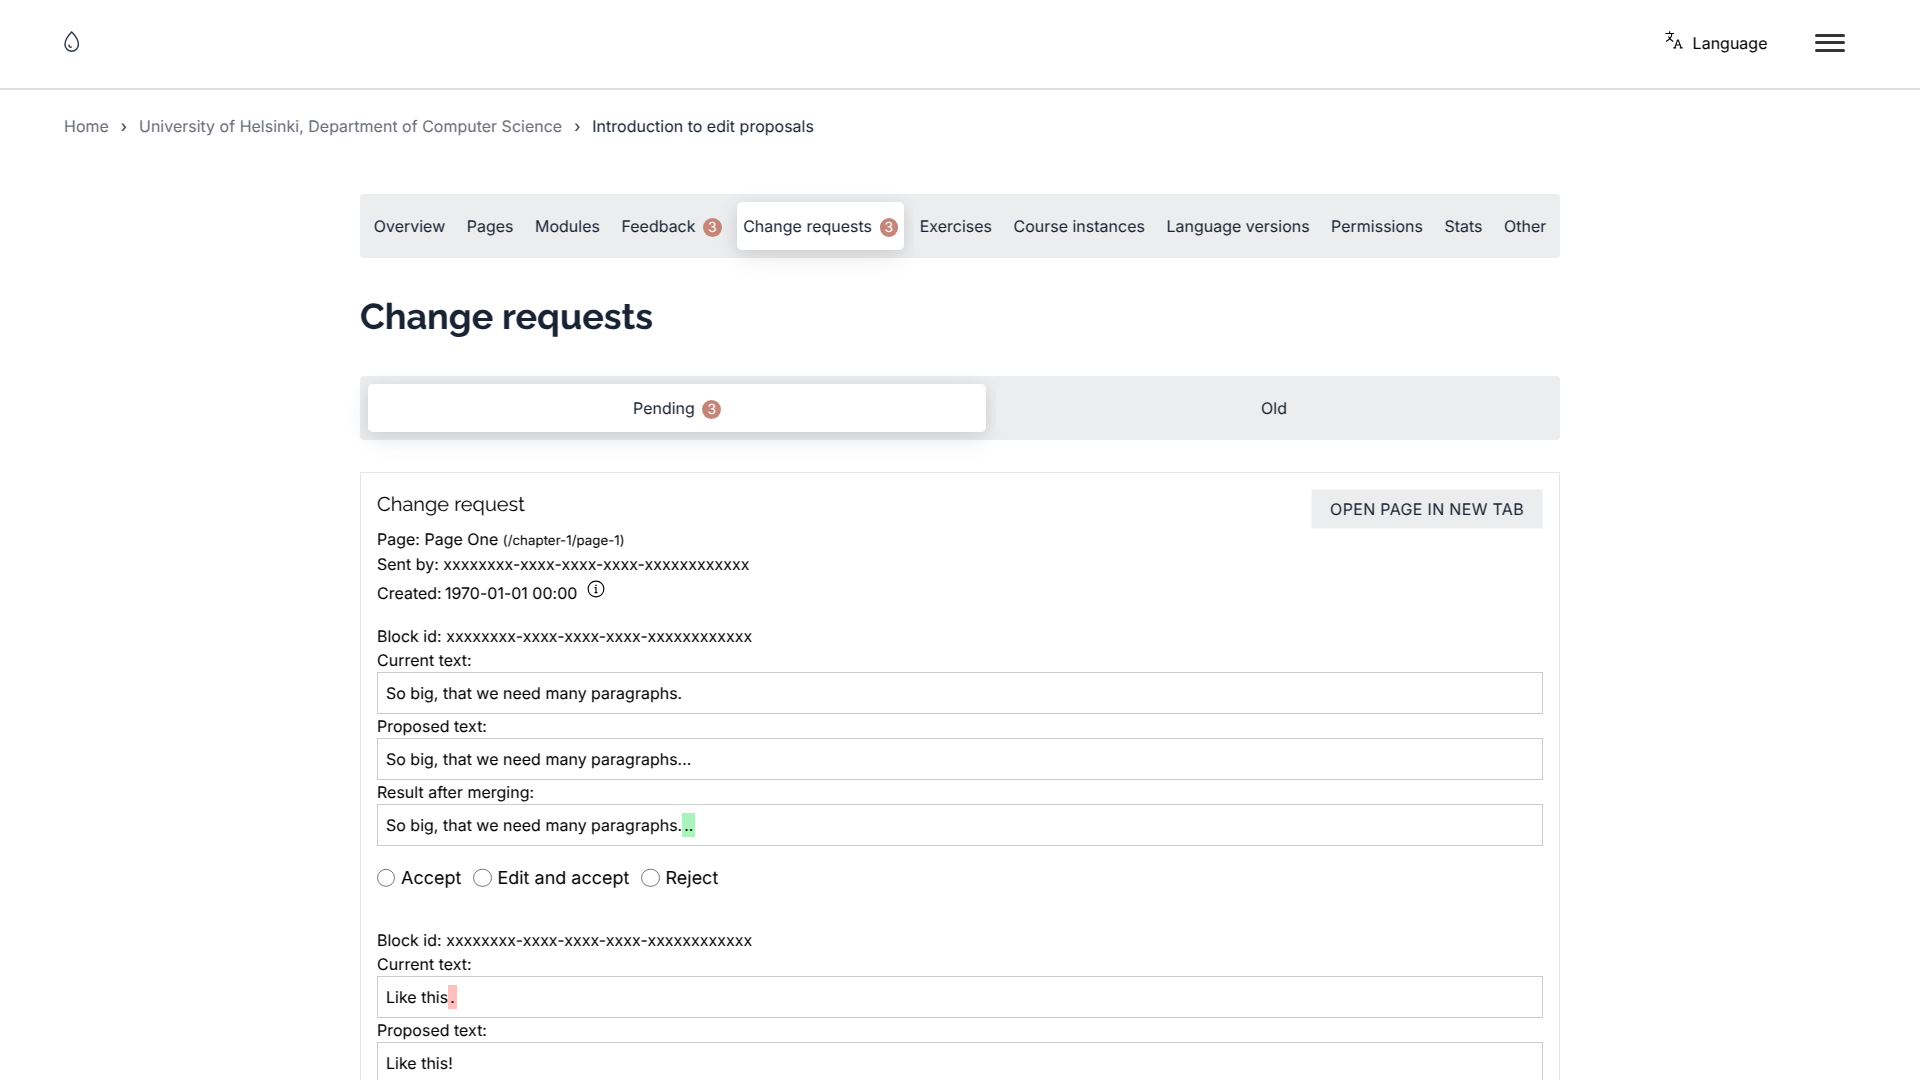 Language
Home › University of Helsinki, Department of Computer Science › Introduction to edit proposals
Overview Pages Modules Feedback 3 Change requests 3 Exercises Course instances Language versions Permissions Stats Other
Change requests
Pending 3 Old
Change request
OPEN PAGE IN NEW TAB
Page: Page One (/chapter-1/page-1)
Sent by: xxxxxxxx-xxxx-xxxx-xxxx-xxxxxxxxxxxx
Created: 1970-01-01 00:00
Block id: xxxxxxxx-xxxx-xxxx-xxxx-xxxxxxxxxxxx
Current text:
So big, that we need many paragraphs.
Proposed text:
So big, that we need many paragraphs...
Result after merging:
So big, that we need many paragraphs...
Accept Edit and accept Reject
Block id: xxxxxxxx-xxxx-xxxx-xxxx-xxxxxxxxxxxx
Current text:
Like this.
Proposed text:
Like this!